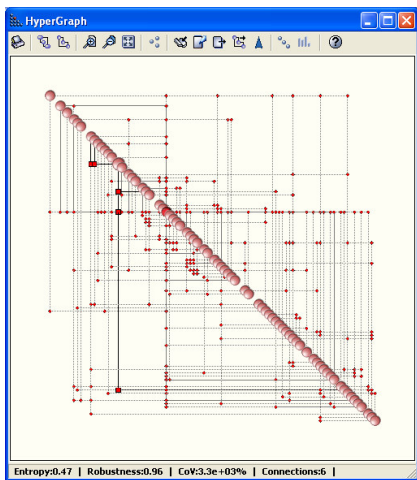 HyperGraph
Entropy:0.47 | Robustness:0.96 | CoV:3.3e+03% | Connections:6 |